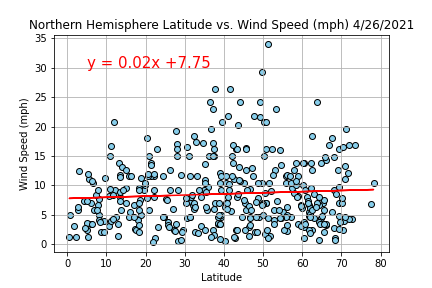 Northern Hemisphere Latitude vs. Wind Speed (mph) 4/26/2021
y = 0.02x +7.75
Wind Speed (mph)
35
30
25
20
15
10
5
0
0 10 20 30 40 50 60 70 80
Latitude